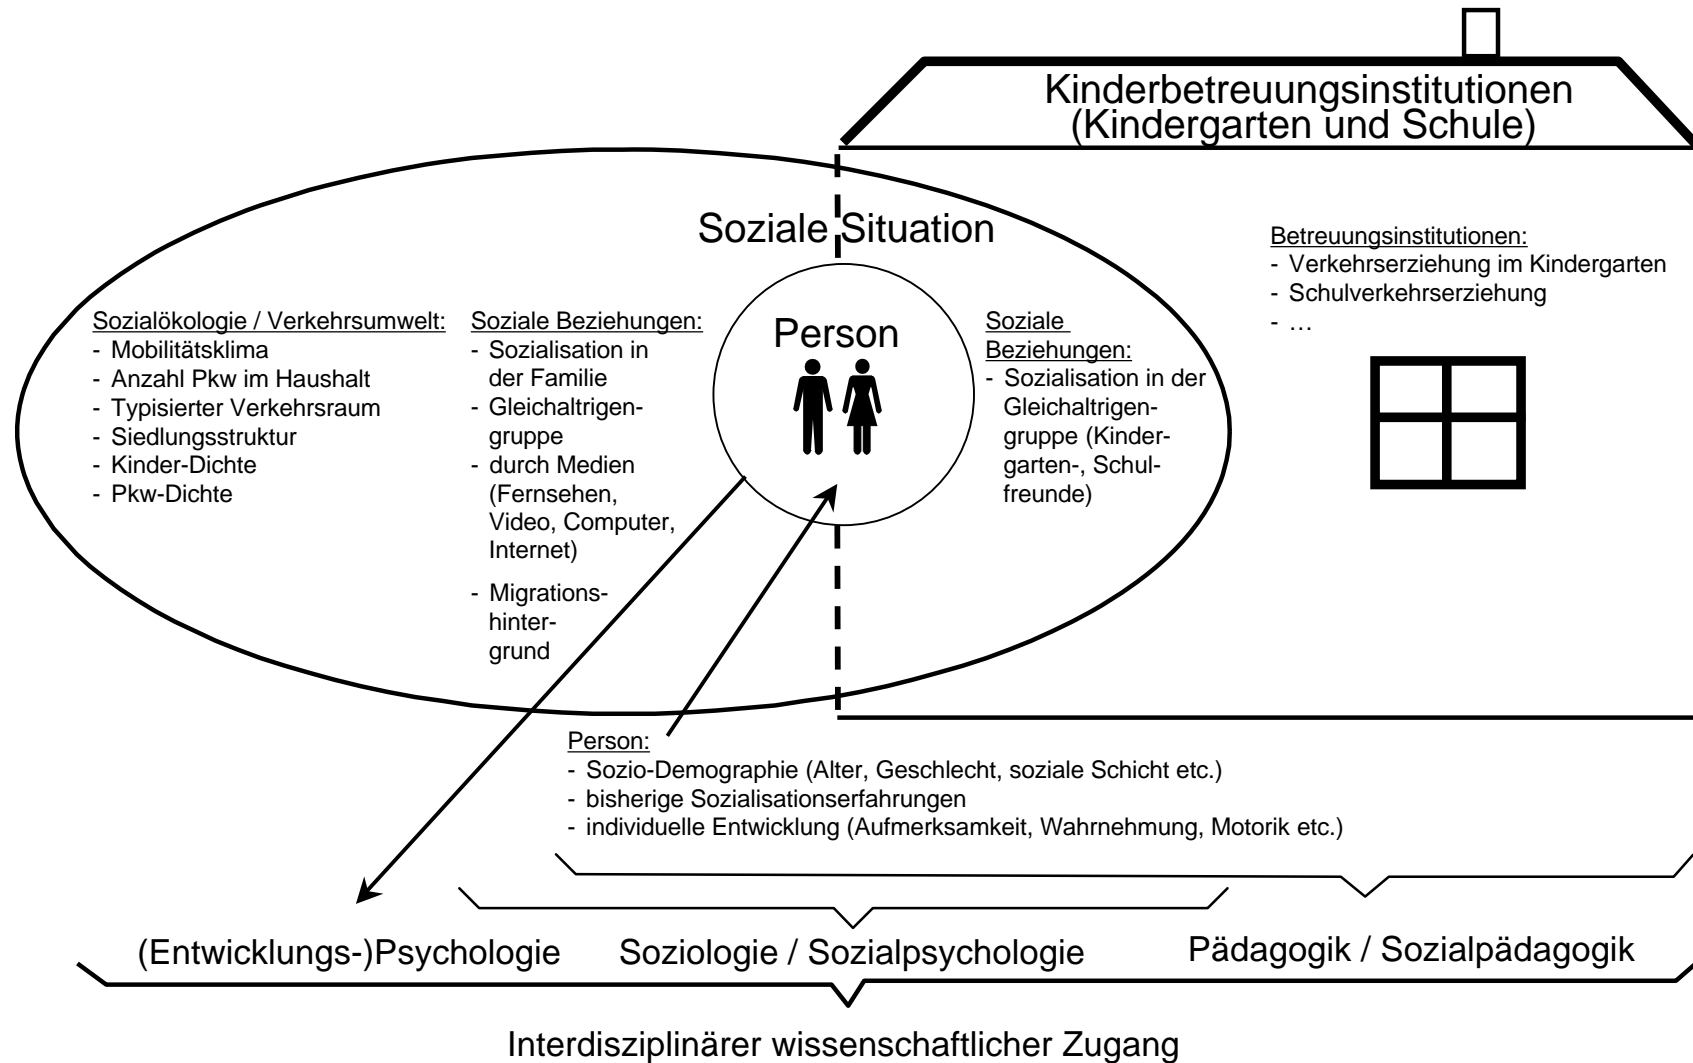 Kinderbetreuungsinstitutionen
(Kindergarten und Schule)
Soziale Situation
Sozialökologie / Verkehrsumwelt:
- Mobilitätsklima
- Anzahl Pkw im Haushalt
- Typisierter Verkehrsraum
- Siedlungsstruktur
- Kinder-Dichte
- Pkw-Dichte
Soziale Beziehungen:
- Sozialisation in
der Familie
- Gleichaltrigen-
gruppe
- durch Medien
(Fernsehen,
Video, Computer,
Internet)
- Migrations-
hinter-
grund
Person
Soziale
Beziehungen:
- Sozialisation in der
Gleichaltrigen-
gruppe (Kinder-
garten-, Schul-
freunde)
Betreuungsinstitutionen:
- Verkehrserziehung im Kindergarten
- Schulverkehrserziehung
- …
Person:
- Sozio-Demographie (Alter, Geschlecht, soziale Schicht etc.)
- bisherige Sozialisationserfahrungen
- individuelle Entwicklung (Aufmerksamkeit, Wahrnehmung, Motorik etc.)
(Entwicklungs-)Psychologie
Soziologie / Sozialpsychologie
Pädagogik / Sozialpädagogik
Interdisziplinärer wissenschaftlicher Zugang